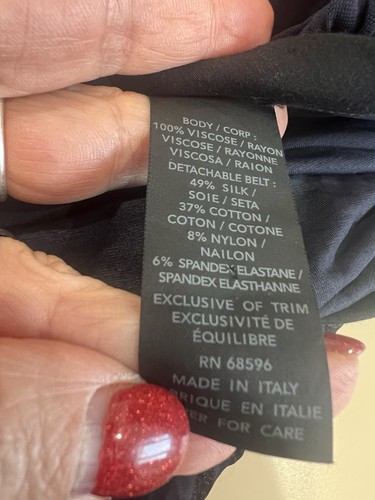 BODY / CORP :
100% VISCOSE / RAYON
VISCOSE / RAYONNE
VISCOSA / RAION
DETACHABLE BELT :
49% SILK /
SOIE / SETA
37% COTTON /
COTON / COTONE
8% NYLON /
NAILON
6% SPANDEX ELASTANE /
SPANDEX ELASTHANNE
EXCLUSIVE OF TRIM
EXCLUSIVITÉ DE
ÉQUILIBRE
RN 68596
MADE IN ITALY
EN ITALIE
FOR CARE